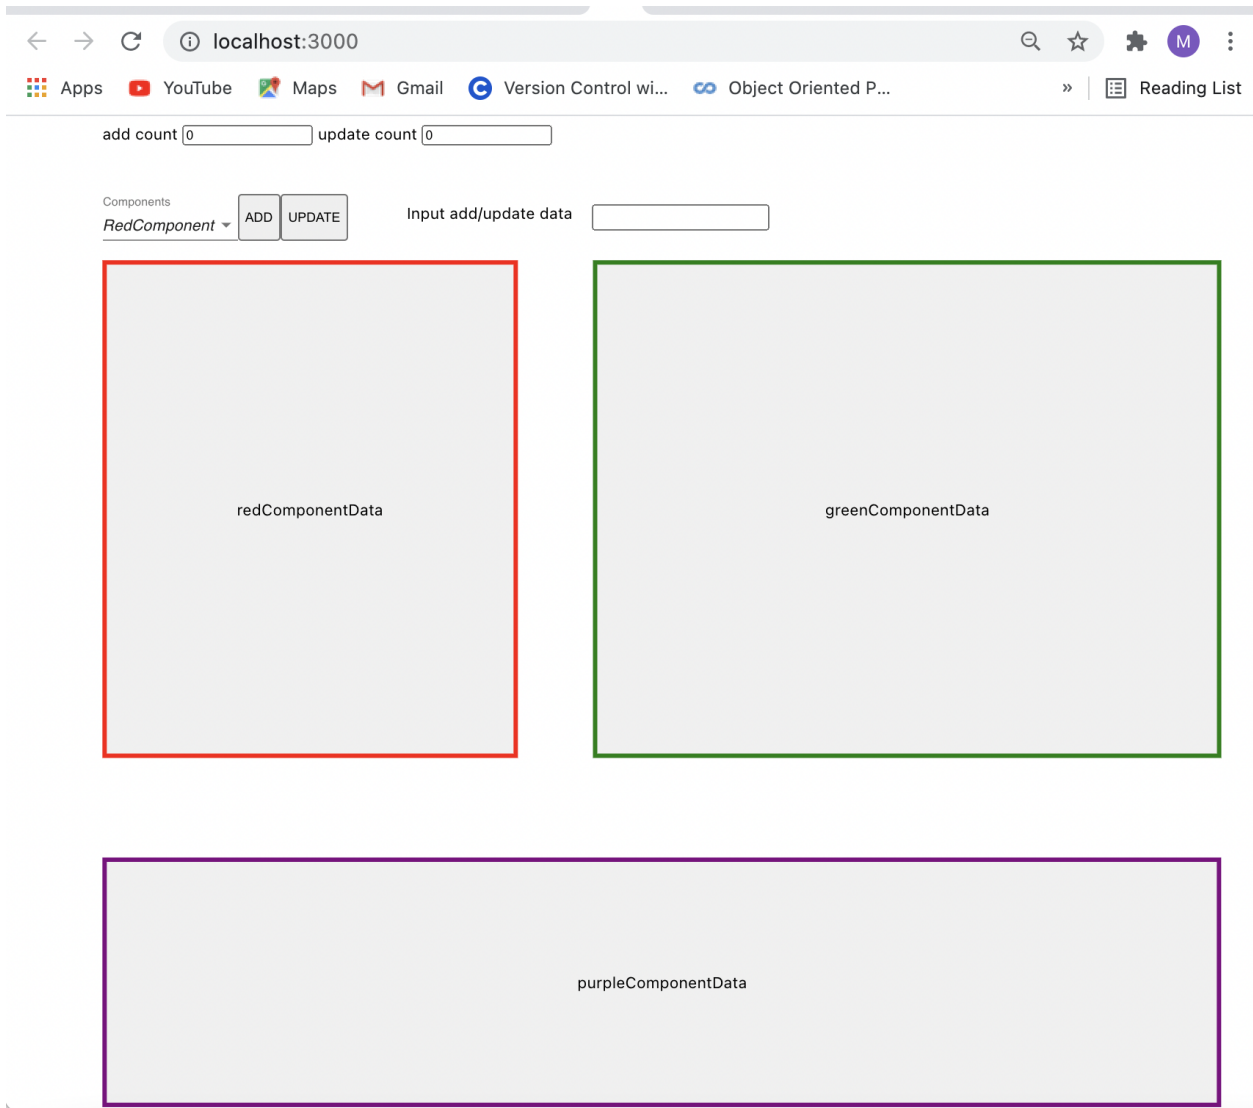 localhost:3000
M
Apps YouTube Maps Gmail Version Control wi... Object Oriented P... » Reading List
add count 0 update count 0
Components
RedComponent ADD UPDATE Input add/update data
redComponentData greenComponentData
purpleComponentData